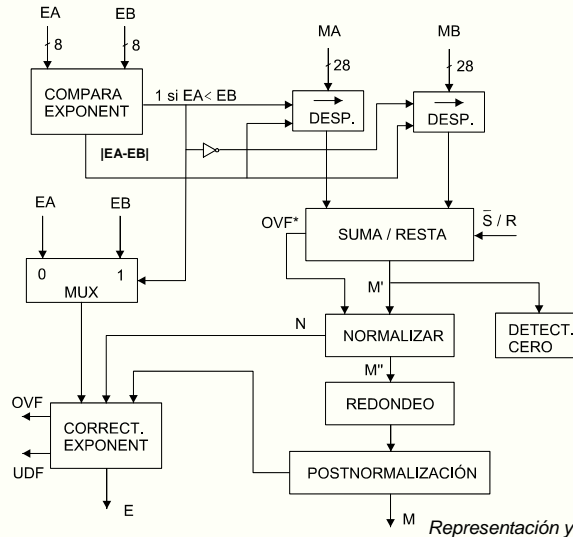 EA EB MA MB
8 8 28 28
COMPARA
EXPONENT
1 si EA< EB
DESP.
DESP.
|EA-EB|
EA EB
0 1
MUX
OVF*
SUMA / RESTA
S̅ / R
M'
N
NORMALIZAR
DETECT.
CERO
M"
REDONDEO
OVF
CORRECT.
EXPONENT
UDF
POSTNORMALIZACIÓN
E
M
Representación y